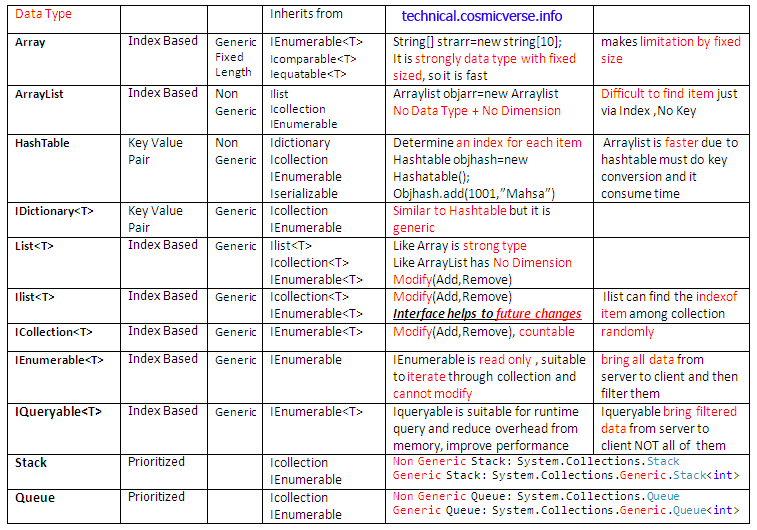 Data Type Inherits from technical.cosmicverse.info
Array Index Based Generic Fixed Length
IEnumerable<T>
Icomparable<T>
Iequatable<T>
String[] strarr=new string[10];
It is strongly data type with fixed
sized, so it is fast
makes limitation by fixed
size
ArrayList Index Based Non Generic
Ilist
Icollection
IEnumerable
Arraylist objarr=new Arraylist
No Data Type + No Dimension
Difficult to find item just
via Index ,No Key
HashTable Key Value Pair Non Generic
Idictionary
Icollection
IEnumerable
Iserializable
Determine an index for each item
Hashtable objhash=new
Hashatable();
Objhash.add(1001,”Mahsa”)
Arraylist is faster due to
hashtable must do key
conversion and it
consume time
IDictionary<T> Key Value Pair Generic
Icollection
IEnumerable
Similar to Hashtable but it is
generic
List<T> Index Based Generic
Ilist<T>
Icollection<T>
IEnumerable<T>
Like Array is strong type
Like ArrayList has No Dimension
Modify(Add,Remove)
Ilist<T> Index Based Generic
Icollection<T>
IEnumerable<T>
Modify(Add,Remove)
Interface helps to future changes
Ilist can find the indexof
item among collection
ICollection<T> Index Based Generic IEnumerable<T> Modify(Add,Remove), countable randomly
IEnumerable<T> Index Based Generic IEnumerable
IEnumerable is read only , suitable
to iterate through collection and
cannot modify
bring all data from
server to client and then
filter them
IQueryable<T> Index Based Generic IEnumerable<T>
Iqueryable is suitable for runtime
query and reduce overhead from
memory, improve performance
Iqueryable bring filtered
data from server to
client NOT all of them
Stack Prioritized
Icollection
IEnumerable
Non Generic Stack: System.Collections.Stack
Generic Stack: System.Collections.Generic.Stack<int>
Queue Prioritized
Icollection
IEnumerable
Non Generic Queue: System.Collections.Queue
Generic Queue: System.Collections.Generic.Queue<int>